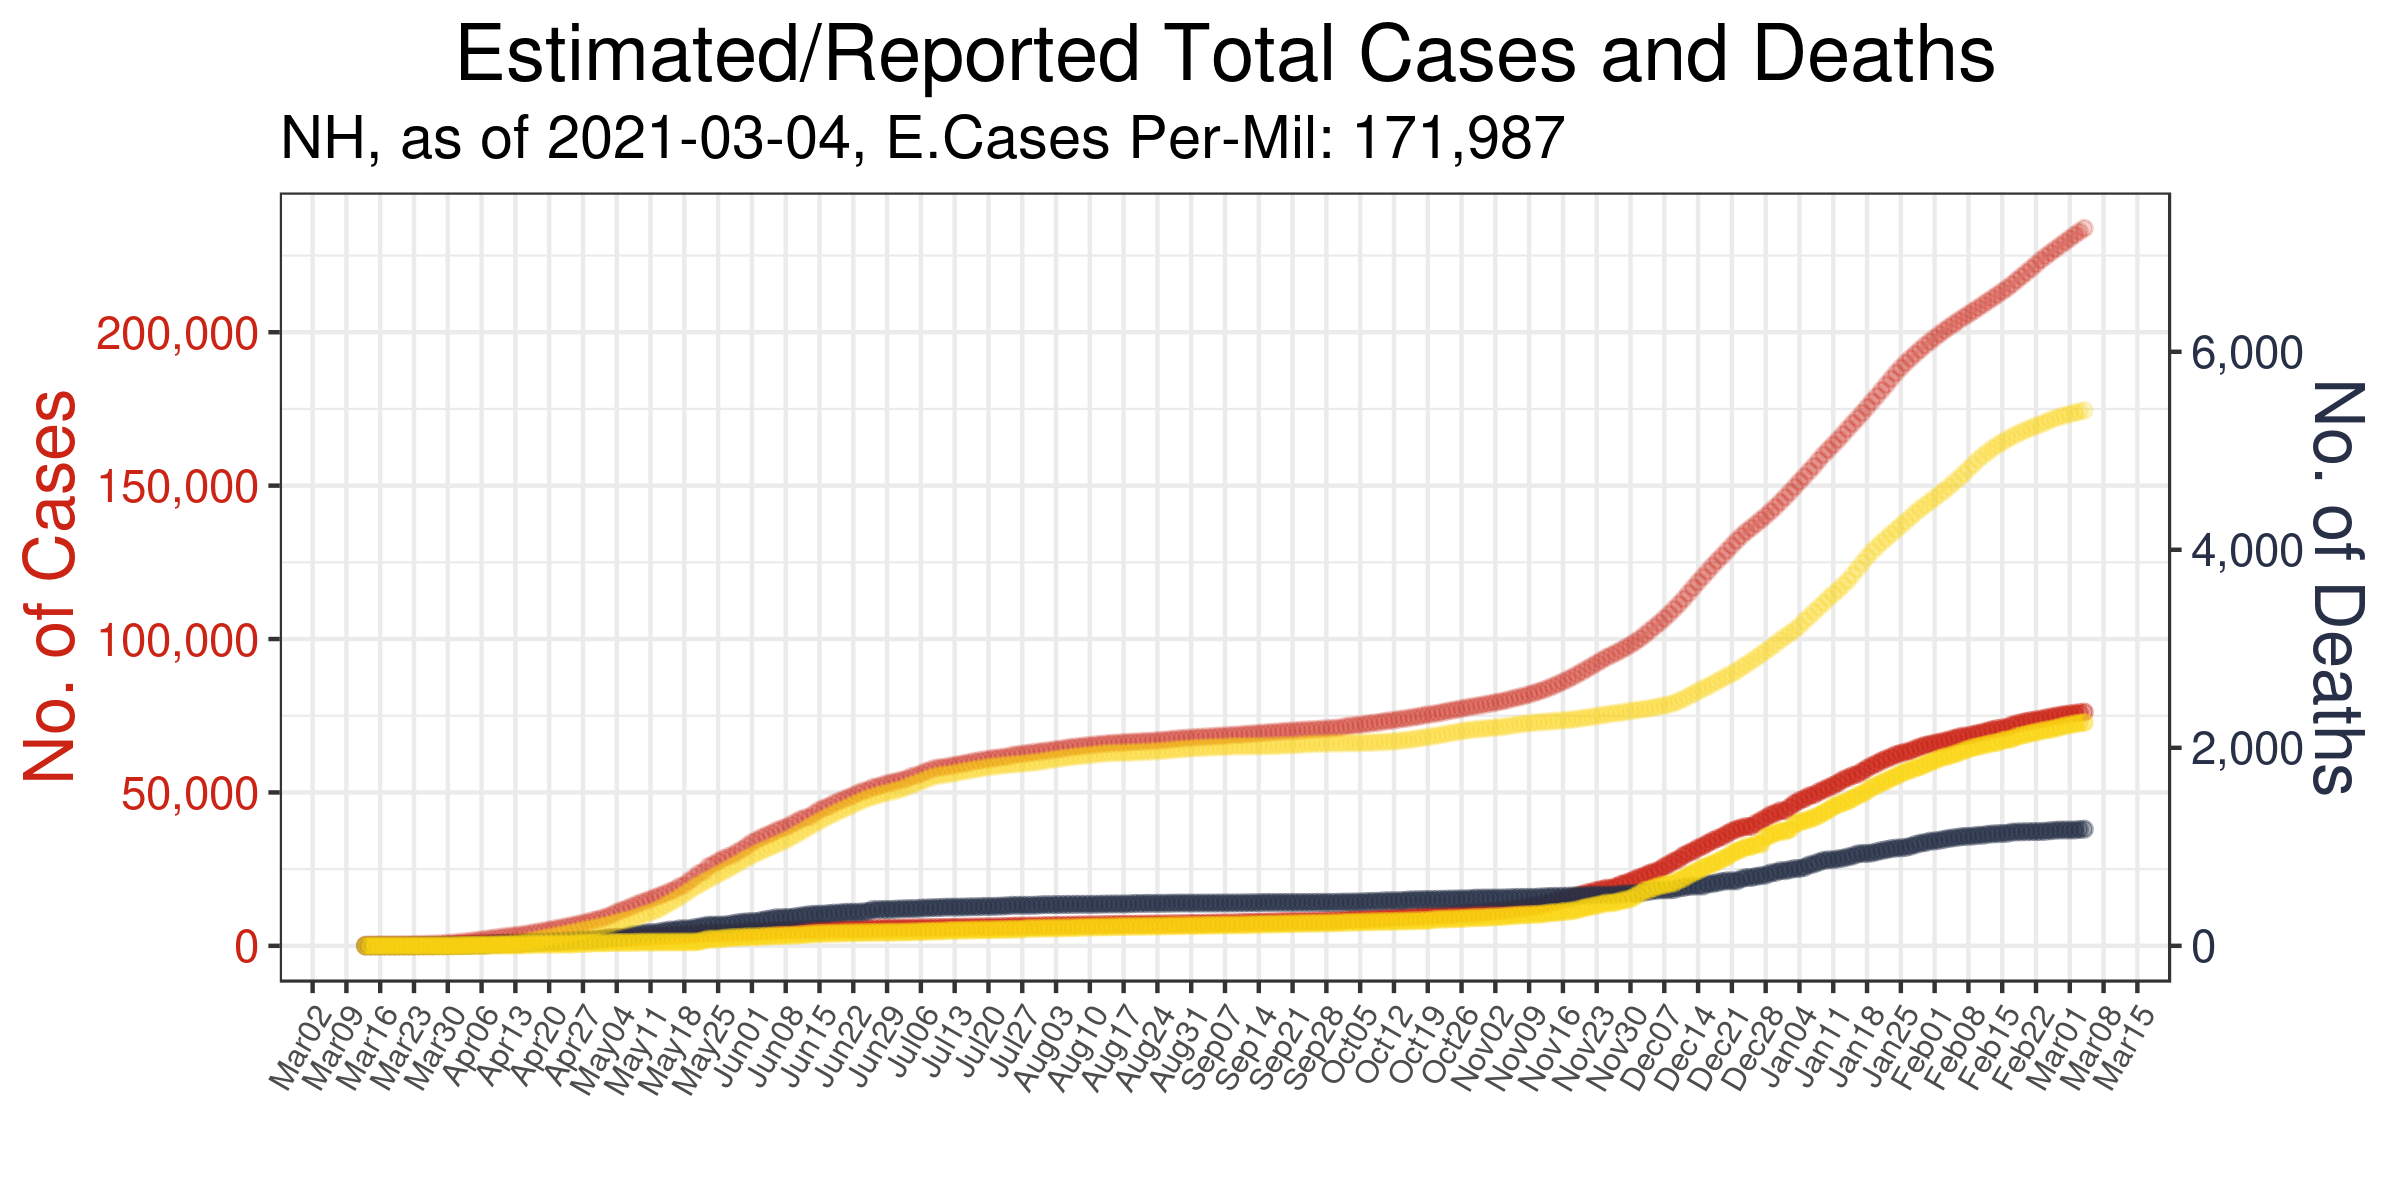 Estimated/Reported Total Cases and Deaths
NH, as of 2021-03-04, E.Cases Per-Mil: 171,987
No. of Cases
200,000
150,000
100,000
50,000
0
6,000
4,000
2,000
0
No. of Deaths
Mar02
Mar09
Mar16
Mar23
Mar30
Apr06
Apr13
Apr20
Apr27
May04
May11
May18
May25
Jun01
Jun08
Jun15
Jun22
Jun29
Jul06
Jul13
Jul20
Jul27
Aug03
Aug10
Aug17
Aug24
Aug31
Sep07
Sep14
Sep21
Sep28
Oct05
Oct12
Oct19
Oct26
Nov02
Nov09
Nov16
Nov23
Nov30
Dec07
Dec14
Dec21
Dec28
Jan04
Jan11
Jan18
Jan25
Feb01
Feb08
Feb15
Feb22
Mar01
Mar08
Mar15